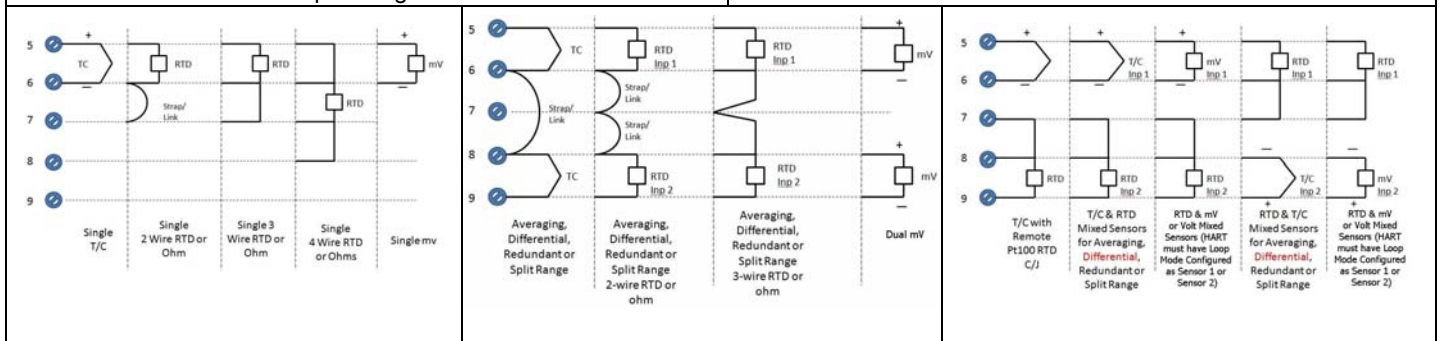 5
6
7
8
9
+
TC
−
RTD
Strap/
Link
RTD
RTD
+
mV
−
Single
T/C
Single
2 Wire RTD or
Ohm
Single 3
Wire RTD or
Ohm
Single
4 Wire RTD
or Ohms
Single mv
5
6
7
8
9
TC
Strap/
Link
TC
RTD
Inp 1
Strap/
Link
Strap/
Link
RTD
Inp 2
RTD
Inp 1
RTD
Inp 2
+
mV
−
+
mV
−
Averaging,
Differential,
Redundant or
Split Range
Averaging,
Differential,
Redundant or
Split Range
2-wire RTD or
ohm
Averaging,
Differential,
Redundant or
Split Range
3-wire RTD or
ohm
Dual mV
5
6
7
8
9
+
−
RTD
+
T/C
Inp 1
−
RTD
Inp 2
+
mV
Inp 1
−
RTD
Inp 2
RTD
Inp 1
−
T/C
Inp 2
+
RTD
Inp 1
−
mV
Inp 2
+
T/C with
Remote
Pt100 RTD
C/J
T/C & RTD
Mixed Sensors
for Averaging,
Differential,
Redundant or
Split Range
RTD & mV
or Volt Mixed
Sensors (HART
must have Loop
Mode Configured
as Sensor 1 or
Sensor 2)
RTD & T/C
Mixed Sensors
for Averaging,
Differential,
Redundant or
Split Range
RTD & mV
or Volt Mixed
Sensors (HART
must have Loop
Mode Configured
as Sensor 1 or
Sensor 2)